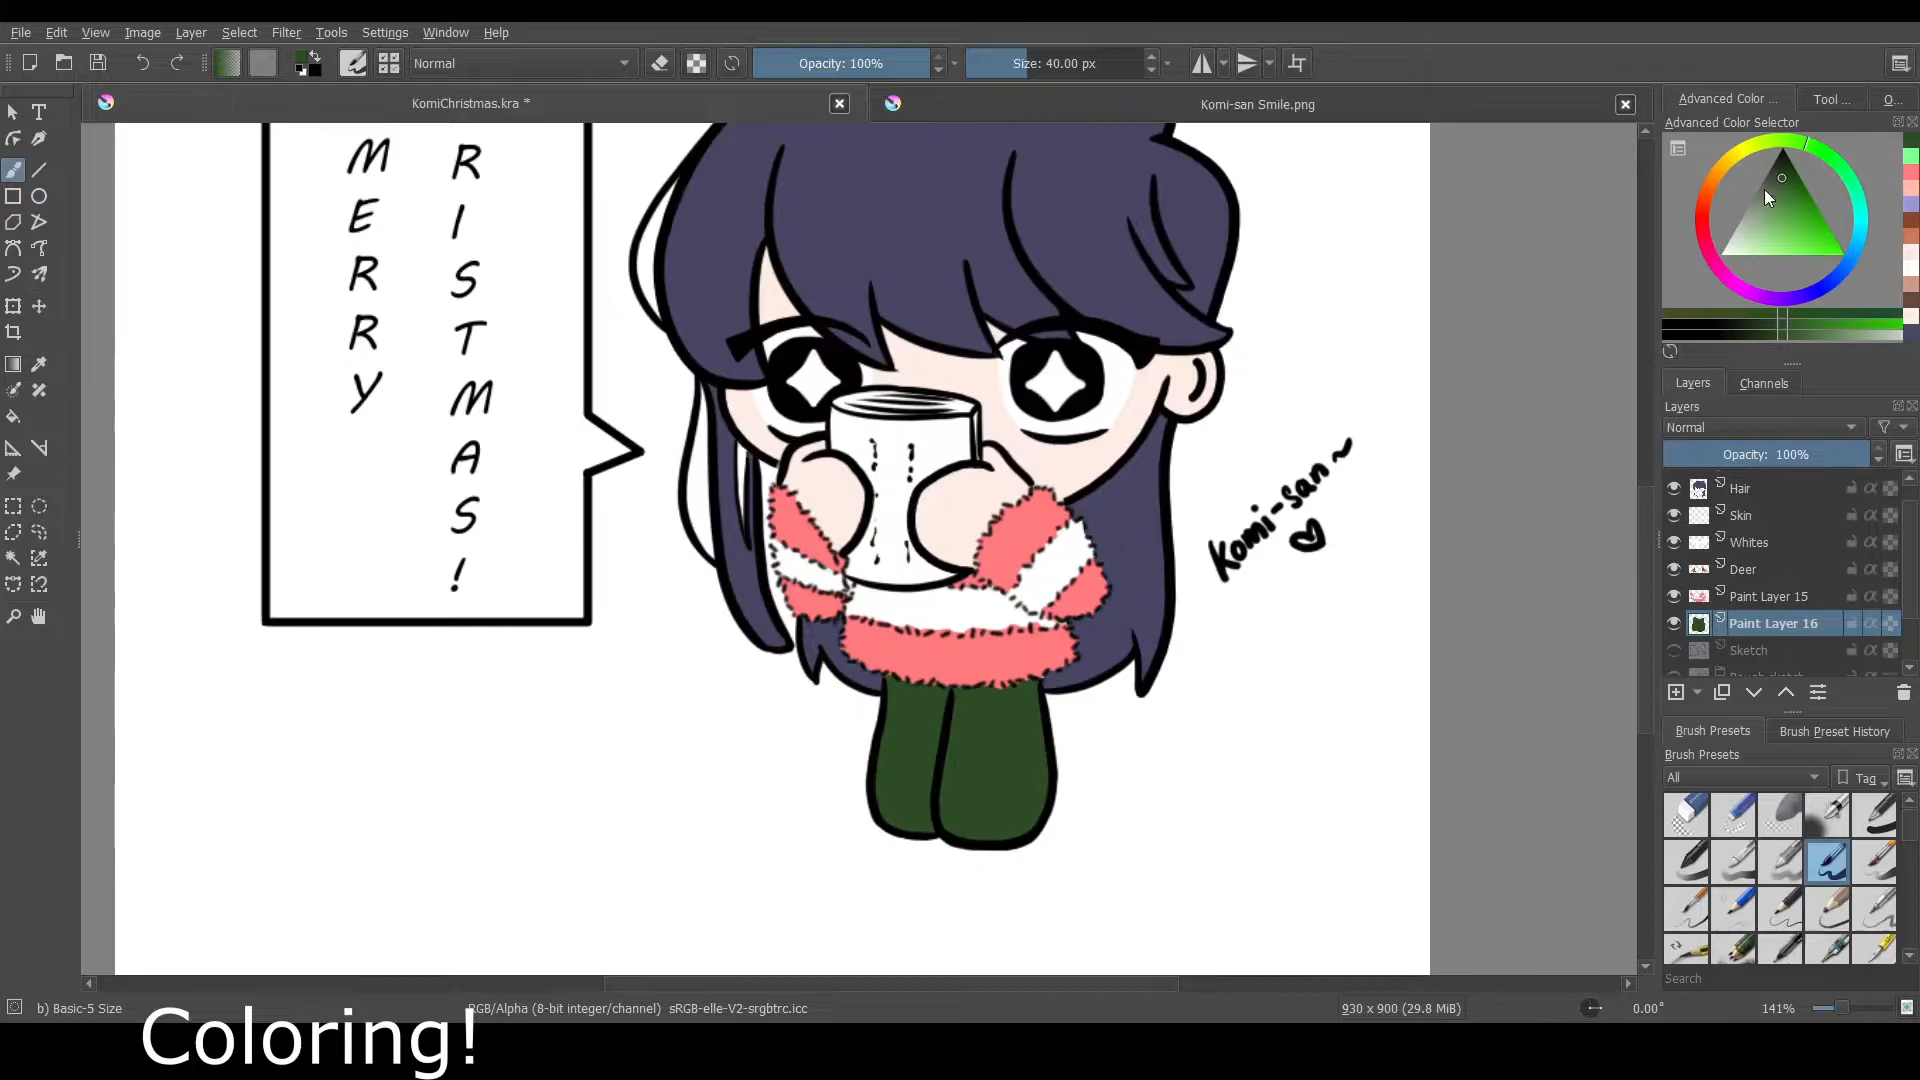 File Edit View Image Layer Select Filter Tools Settings Window Help
Normal Opacity: 100% Size: 40.00 px
KomiChristmas.kra * Komi-san Smile.png
Advanced Color ... Tool ... O...
Advanced Color Selector
M
E
R
R
Y
R
I
S
T
M
A
S
!
Komi-san~
Layers Channels
Layers
Normal
Opacity: 100%
Hair
Skin
Whites
Deer
Paint Layer 15
Paint Layer 16
Sketch
Brush Presets Brush Preset History
Brush Presets
All Tag
Search
b) Basic-5 Size RGB/Alpha (8-bit integer/channel) sRGB-elle-V2-srgbtrc.icc 930 x 900 (29.8 MiB) 0.00° 141%
Coloring!